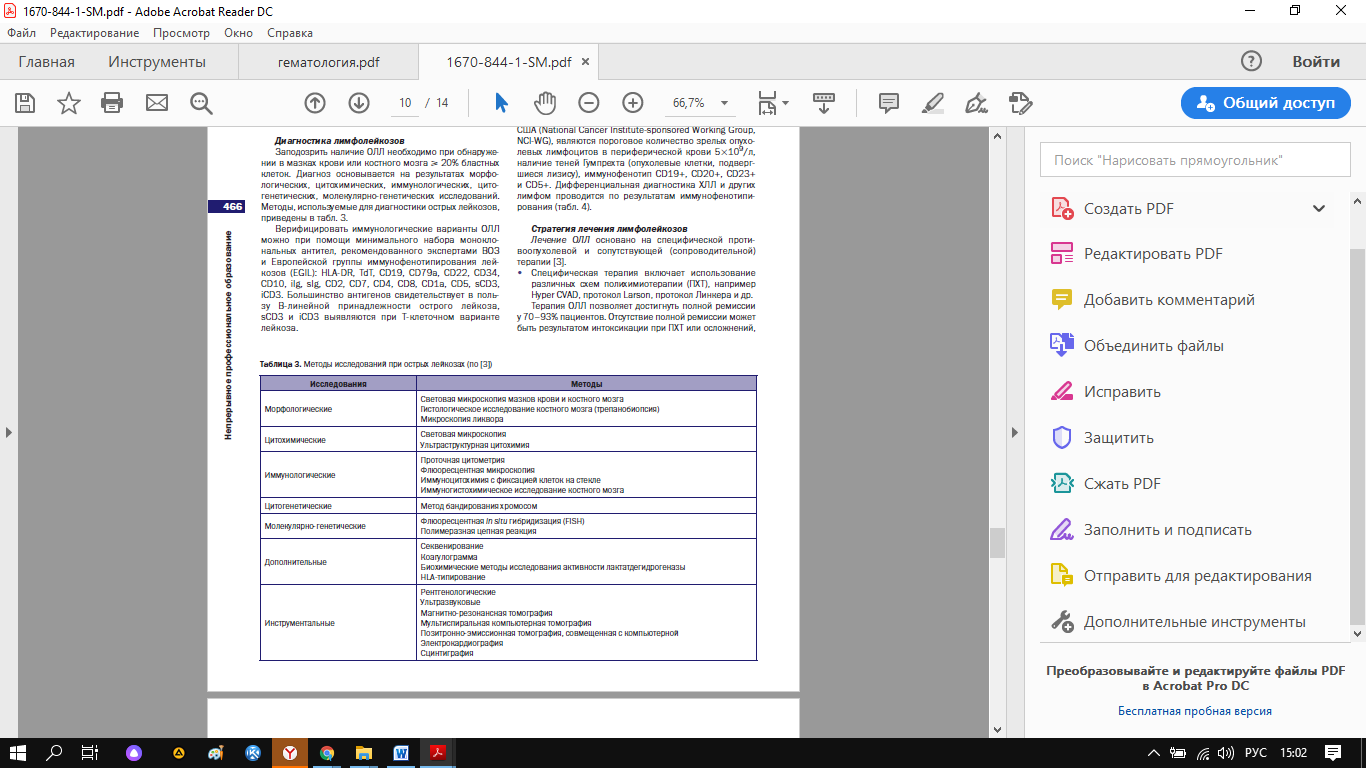 1670-844-1-SM.pdf - Adobe Acrobat Reader DC
Файл Редактирование Просмотр Окно Справка
Главная Инструменты гематология.pdf 1670-844-1-SM.pdf ×
Войти
10 / 14 66,7% Общий доступ
466
Непрерывное профессиональное образование
Диагностика лимфолейкозов
Заподозрить наличие ОЛЛ необходимо при обнаруже-
нии в мазках крови или костного мозга ≥ 20% бластных
клеток. Диагноз основывается на результатах морфо-
логических, цитохимических, иммунологических, цито-
генетических, молекулярно-генетических исследований.
Методы, используемые для диагностики острых лейкозов,
приведены в табл. 3.
Верифицировать иммунологические варианты ОЛЛ
можно при помощи минимального набора монокло-
нальных антител, рекомендованного экспертами ВОЗ
и Европейской группы иммунофенотипирования лей-
козов (EGIL): HLA-DR, TdT, CD19, CD79a, CD22, CD34,
CD10, iIg, sIg, CD2, CD7, CD4, CD8, CD1a, CD5, sCD3,
iCD3. Большинство антигенов свидетельствует в поль-
зу В-линейной принадлежности острого лейкоза,
sCD3 и iCD3 выявляются при Т-клеточном варианте
лейкоза.
США (National Cancer Institute-sponsored Working Group,
NCI-WG), являются пороговое количество зрелых опухо-
левых лимфоцитов в периферической крови 5×10⁹/л,
наличие теней Гумпрехта (опухолевые клетки, подверг-
шиеся лизису), иммунофенотип CD19+, CD20+, CD23+
и CD5+. Дифференциальная диагностика ХЛЛ и других
лимфом проводится по результатам иммунофенотипи-
рования (табл. 4).
Стратегия лечения лимфолейкозов
Лечение ОЛЛ основано на специфической проти-
воопухолевой и сопутствующей (сопроводительной)
терапии [3].
• Специфическая терапия включает использование
различных схем полихимиотерапии (ПХТ), например
Hyper CVAD, протокол Larson, протокол Линкера и др.
Терапия ОЛЛ позволяет достигнуть полной ремиссии
у 70–93% пациентов. Отсутствие полной ремиссии может
быть результатом интоксикации при ПХТ или осложнений,
Таблица 3. Методы исследований при острых лейкозах (по [3])
Исследования Методы
Морфологические
Световая микроскопия мазков крови и костного мозга
Гистологическое исследование костного мозга (трепанобиопсия)
Микроскопия ликвора
Цитохимические
Световая микроскопия
Ультраструктурная цитохимия
Иммунологические
Проточная цитометрия
Флюоресцентная микроскопия
Иммуноцитохимия с фиксацией клеток на стекле
Иммуногистохимическое исследование костного мозга
Цитогенетические
Метод бандирования хромосом
Молекулярно-генетические
Флюоресцентная in situ гибридизация (FISH)
Полимеразная цепная реакция
Дополнительные
Секвенирование
Коагулограмма
Биохимические методы исследования активности лактатдегидрогеназы
HLA-типирование
Инструментальные
Рентгенологические
Ультразвуковые
Магнитно-резонансная томография
Мультиспиральная компьютерная томография
Позитронно-эмиссионная томография, совмещенная с компьютерной
Электрокардиография
Сцинтиграфия
Поиск "Нарисовать прямоугольник"
Создать PDF
Редактировать PDF
Добавить комментарий
Объединить файлы
Исправить
Защитить
Сжать PDF
Заполнить и подписать
Отправить для редактирования
Дополнительные инструменты
Преобразовывайте и редактируйте файлы PDF
в Acrobat Pro DC
Бесплатная пробная версия
РУС 15:02